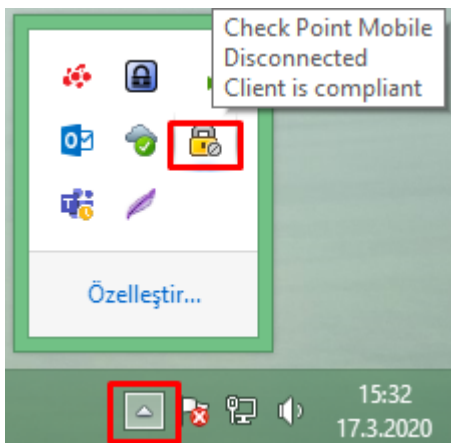 Check Point Mobile
Disconnected
Client is compliant
Özelleştir...
15:32
17.3.2020